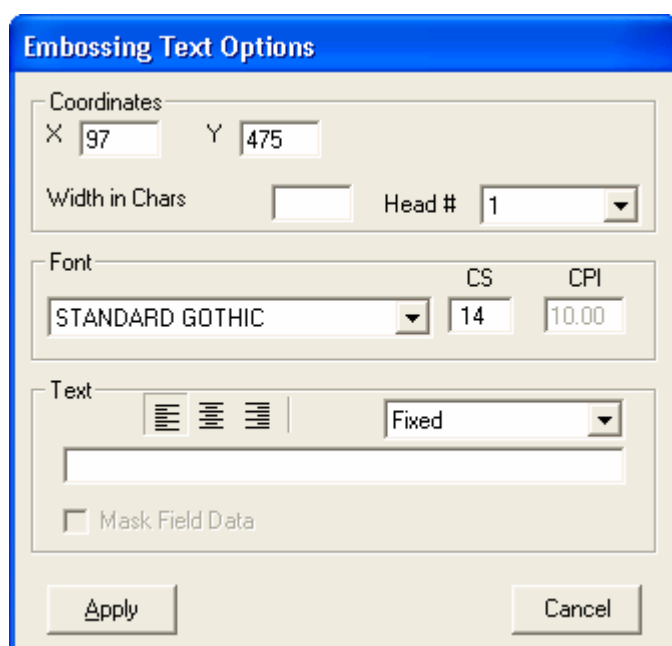 Embossing Text Options
Coordinates
X 97 Y 475
Width in Chars Head # 1
Font
CS CPI
STANDARD GOTHIC 14 10.00
Text
Fixed
Mask Field Data
Apply Cancel